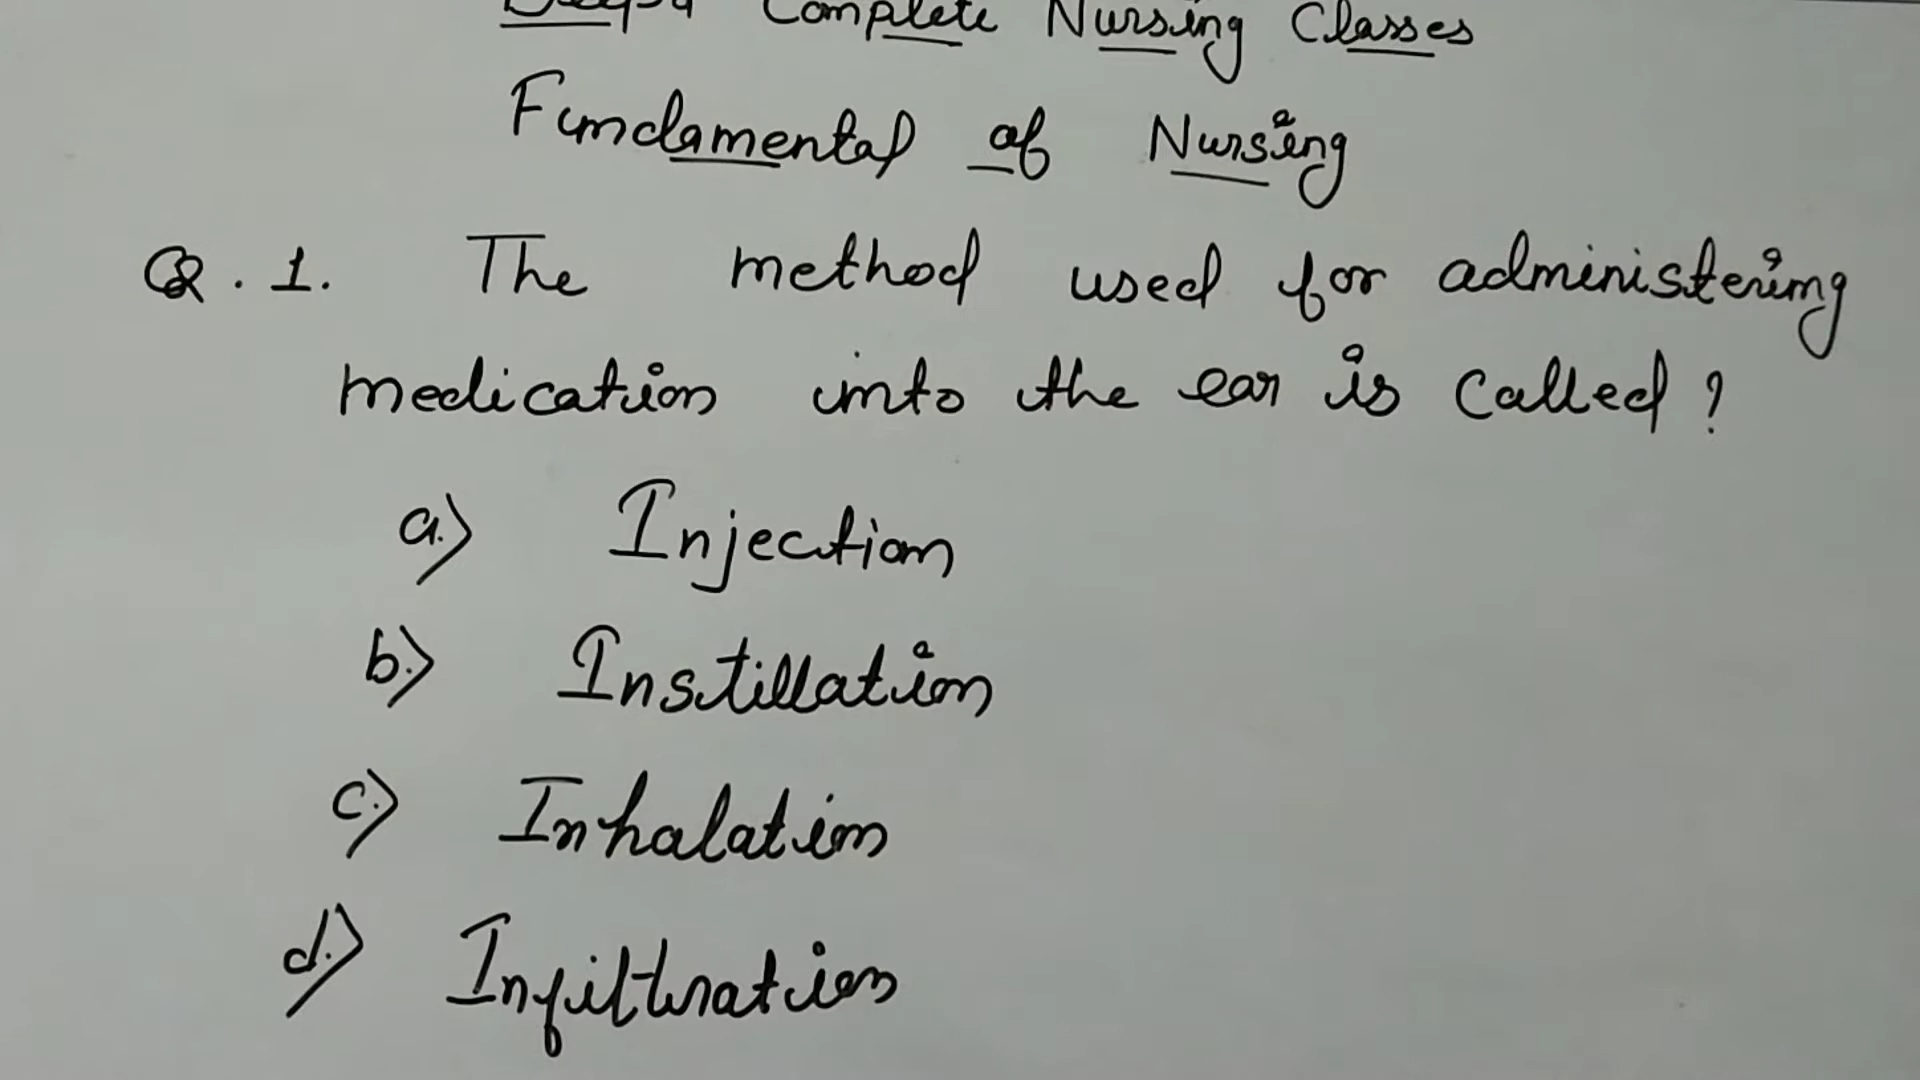 Complete Nursing Classes
Fundamental of Nursing
Q.1. The method used for administering
medication into the ear is called?
a.) Injection
b.) Instillation
c.) Inhalation
d.) Infiltration